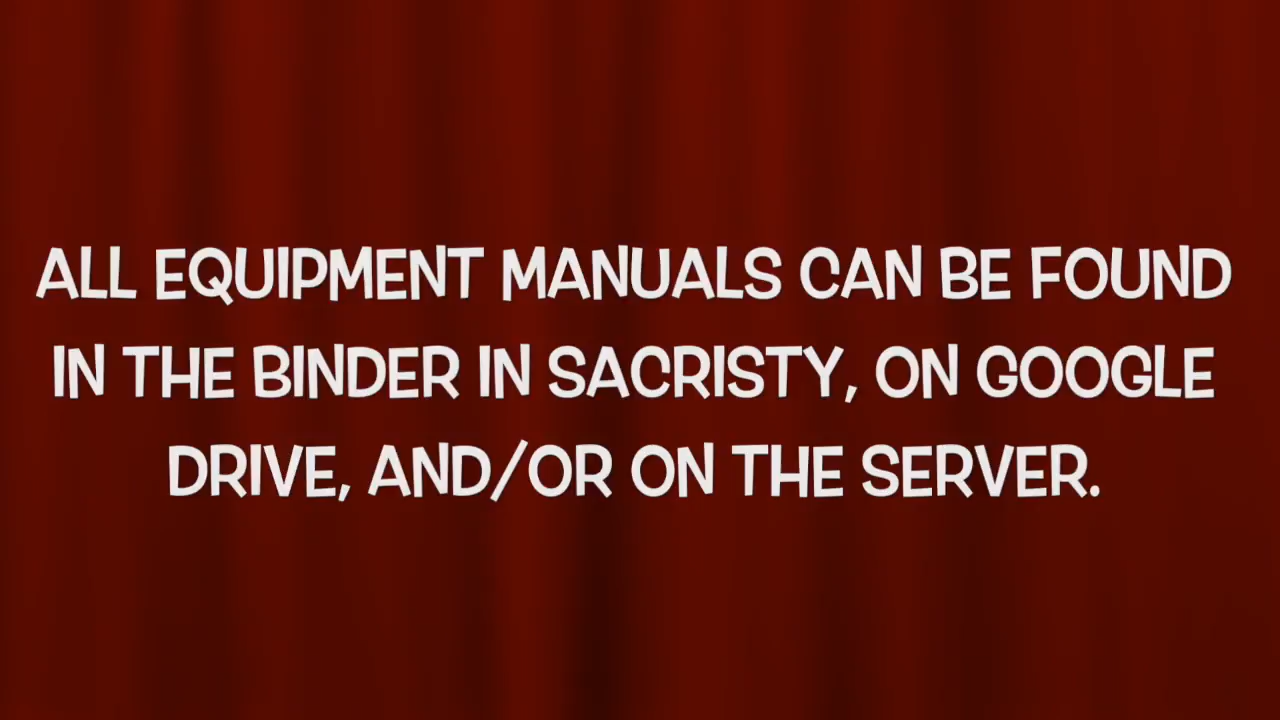 ALL EQUIPMENT MANUALS CAN BE FOUND
IN THE BINDER IN SACRISTY, ON GOOGLE
DRIVE, AND/OR ON THE SERVER.